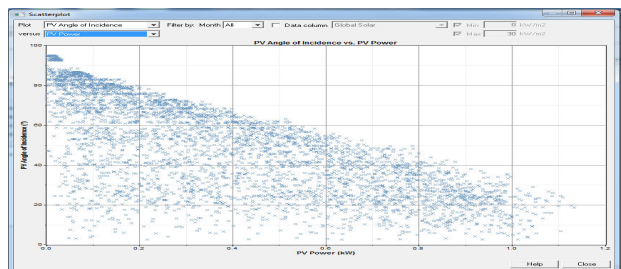 Scatterplot
Plot PV Angle of Incidence Filter by: Month All Data column Global Solar Min 0 kW/m2
Versus PV Power Max 30 kW/m2
PV Angle of Incidence vs. PV Power
100
80
60
40
20
0
PV Angle of Incidence (°)
0.0 0.2 0.4 0.6 0.8 1.0 1.2
PV Power (kW)
Help Close